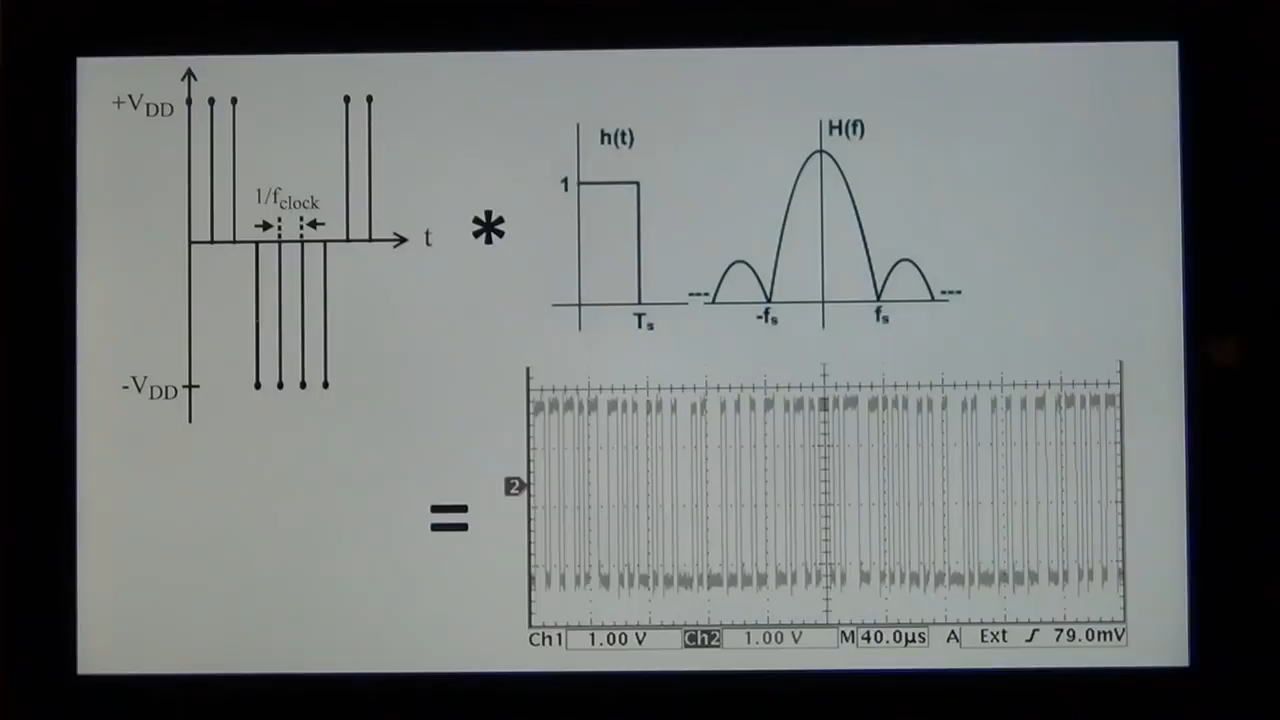 +VDD
1/fclock
t
-VDD
*
h(t)
1
Ts
H(f)
---
---
-fs
fs
=
2
Ch1 1.00 V Ch2 1.00 V M 40.0µs A Ext ʃ 79.0mV